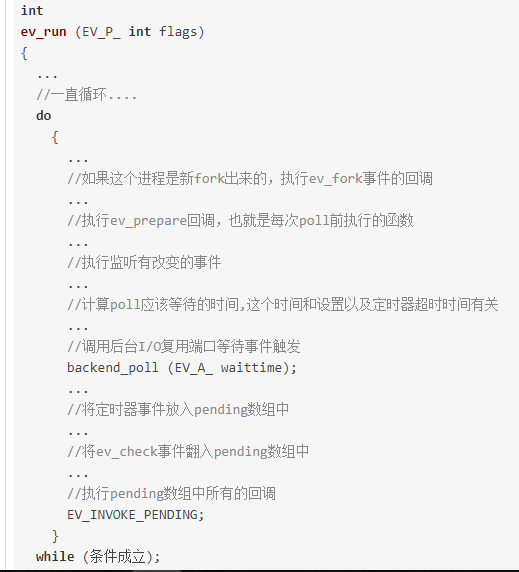 int
ev_run (EV_P_ int flags)
{
...
//一直循环....
do
{
...
//如果这个进程是新fork出来的，执行ev_fork事件的回调
...
//执行ev_prepare回调，也就是每次poll前执行的函数
...
//执行监听有改变的事件
...
//计算poll应该等待的时间,这个时间和设置以及定时器超时时间有关
...
//调用后台I/O复用端口等待事件触发
backend_poll (EV_A_ waittime);
...
//将定时器事件放入pending数组中
...
//将ev_check事件翻入pending数组中
...
//执行pending数组中所有的回调
EV_INVOKE_PENDING;
}
while (条件成立);